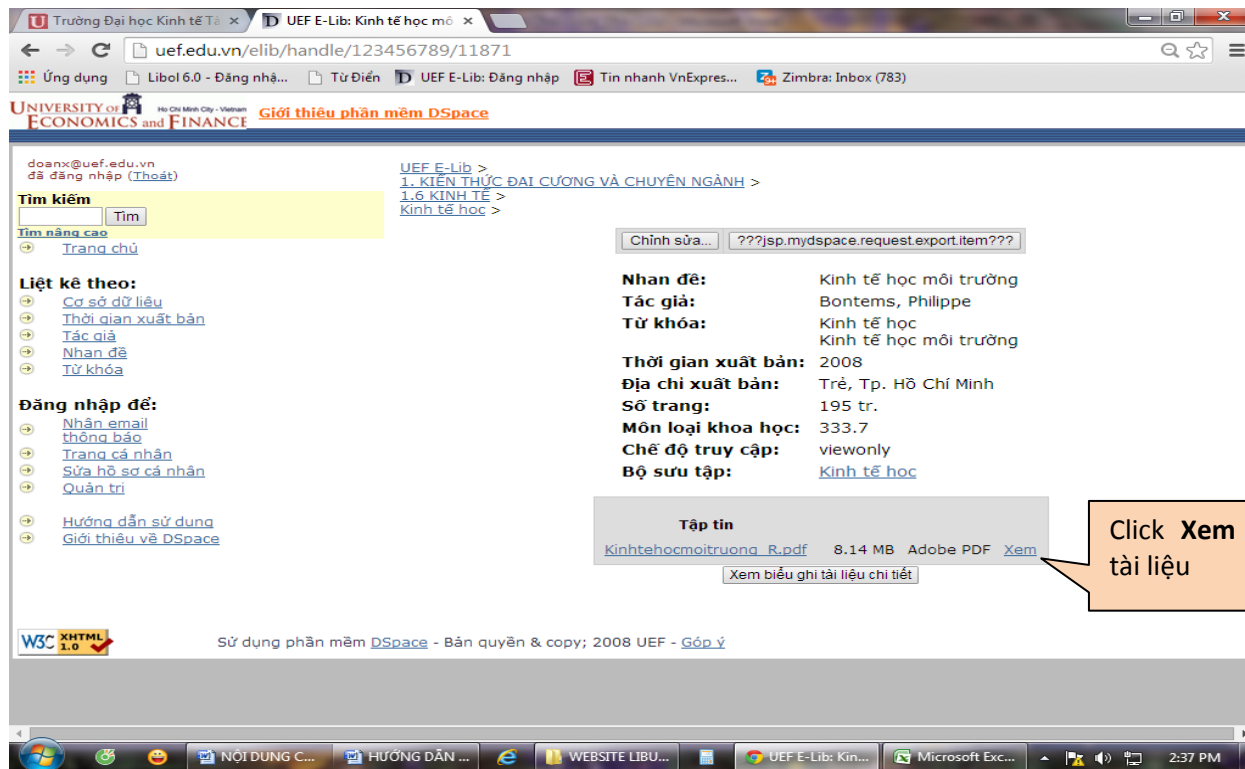 Trường Đại học Kinh tế Tà
UEF E-Lib: Kinh tế học mô
uef.edu.vn/elib/handle/123456789/11871
Ứng dụng Libol 6.0 - Đăng nhậ... Từ Điển UEF E-Lib: Đăng nhập Tin nhanh VnExpres... Zimbra: Inbox (783)
UNIVERSITY OF Ho Chi Minh City - Vietnam
ECONOMICS and FINANCE
Giới thiệu phần mềm DSpace
doanx@uef.edu.vn
đã đăng nhập (Thoát)
Tìm kiếm
Tìm
Tìm nâng cao
Trang chủ
Liệt kê theo:
Cơ sở dữ liệu
Thời gian xuất bản
Tác giả
Nhan đề
Từ khóa
Đăng nhập để:
Nhận email
thông báo
Trang cá nhân
Sửa hồ sơ cá nhân
Quản trị
Hướng dẫn sử dụng
Giới thiệu về DSpace
UEF E-Lib >
1. KIẾN THỨC ĐẠI CƯƠNG VÀ CHUYÊN NGÀNH >
1.6 KINH TẾ >
Kinh tế học >
Chỉnh sửa... ???jsp.mydspace.request.export.item???
Nhan đề: Kinh tế học môi trường
Tác giả: Bontems, Philippe
Từ khóa: Kinh tế học
Kinh tế học môi trường
Thời gian xuất bản: 2008
Địa chỉ xuất bản: Trẻ, Tp. Hồ Chí Minh
Số trang: 195 tr.
Môn loại khoa học: 333.7
Chế độ truy cập: viewonly
Bộ sưu tập: Kinh tế học
Tập tin
Kinhtehocmoitruong_R.pdf 8.14 MB Adobe PDF Xem
Xem biểu ghi tài liệu chi tiết
Click Xem
tài liệu
W3C XHTML
1.0
Sử dụng phần mềm DSpace - Bản quyền & copy; 2008 UEF - Góp ý
NỘI DUNG C... HƯỚNG DẪN ... WEBSITE LIBU... UEF E-Lib: Kin... Microsoft Exc... 2:37 PM